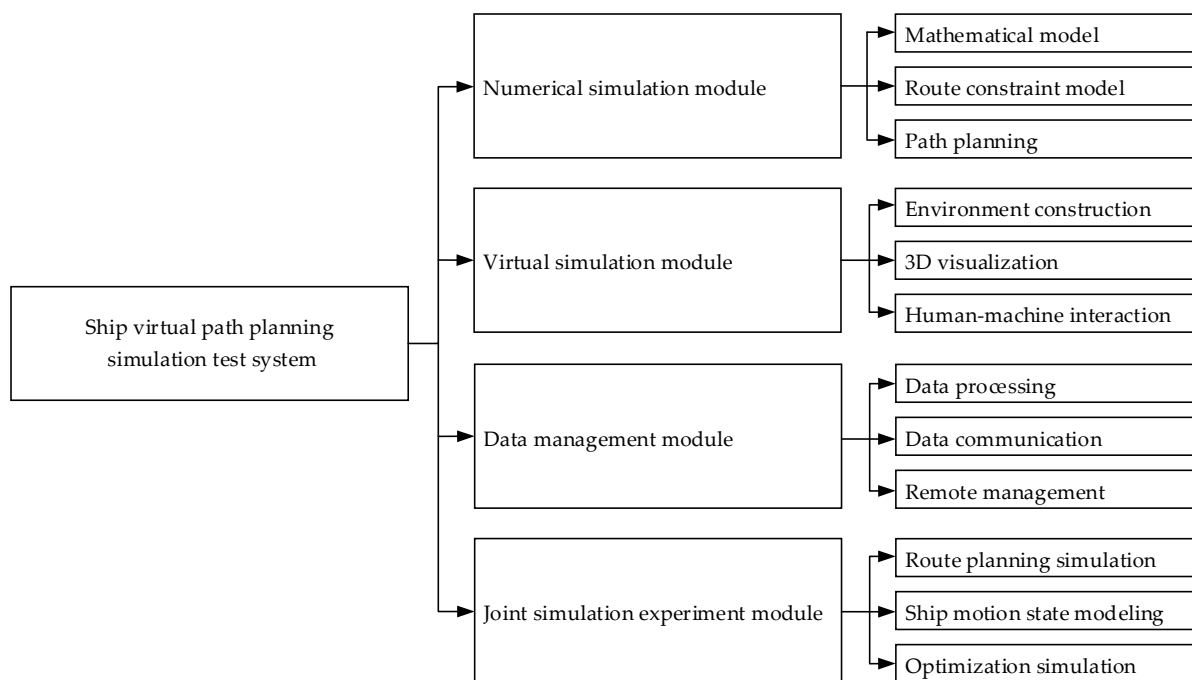 Ship virtual path planning
simulation test system
Numerical simulation module
Mathematical model
Route constraint model
Path planning
Virtual simulation module
Environment construction
3D visualization
Human-machine interaction
Data management module
Data processing
Data communication
Remote management
Joint simulation experiment module
Route planning simulation
Ship motion state modeling
Optimization simulation